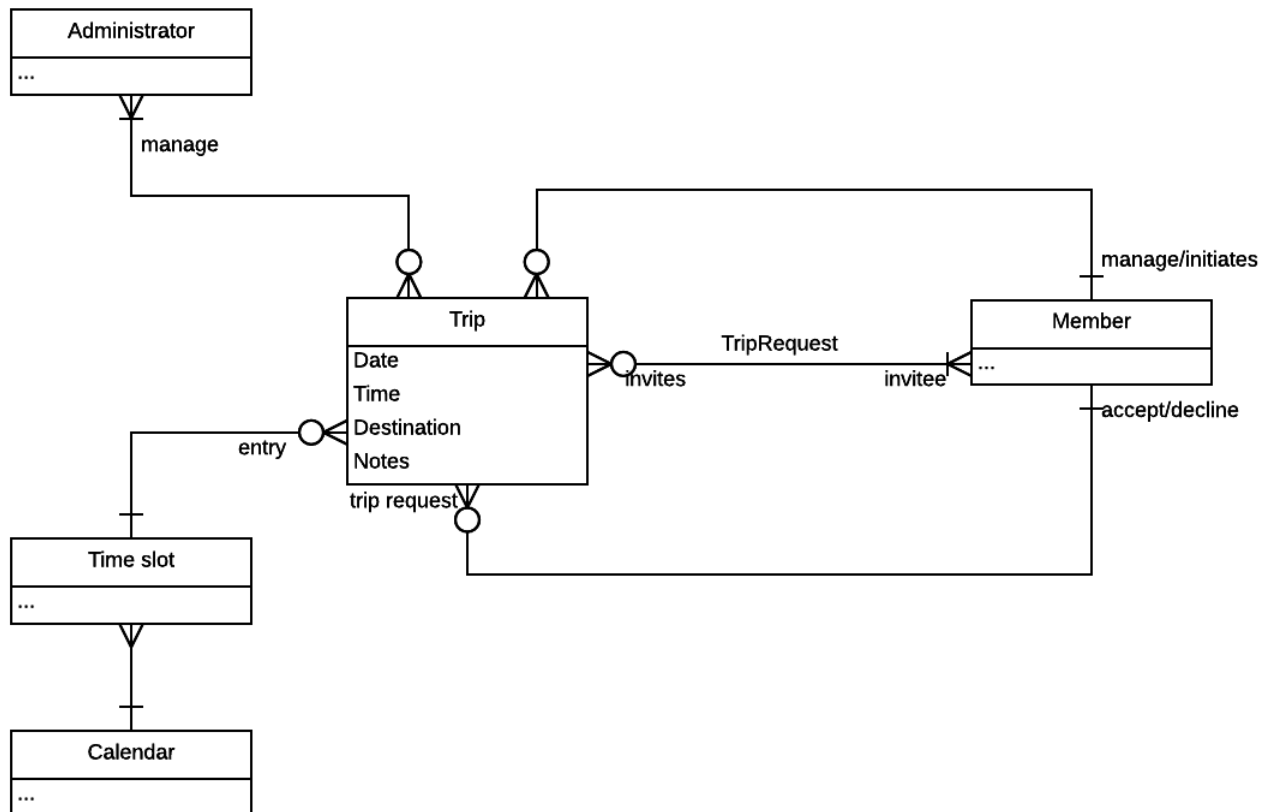 Administrator
...
manage
manage/initiates
Trip
Member
TripRequest
Date
...
invites
invitee
Time
accept/decline
Destination
entry
Notes
trip request
Time slot
...
Calendar
...